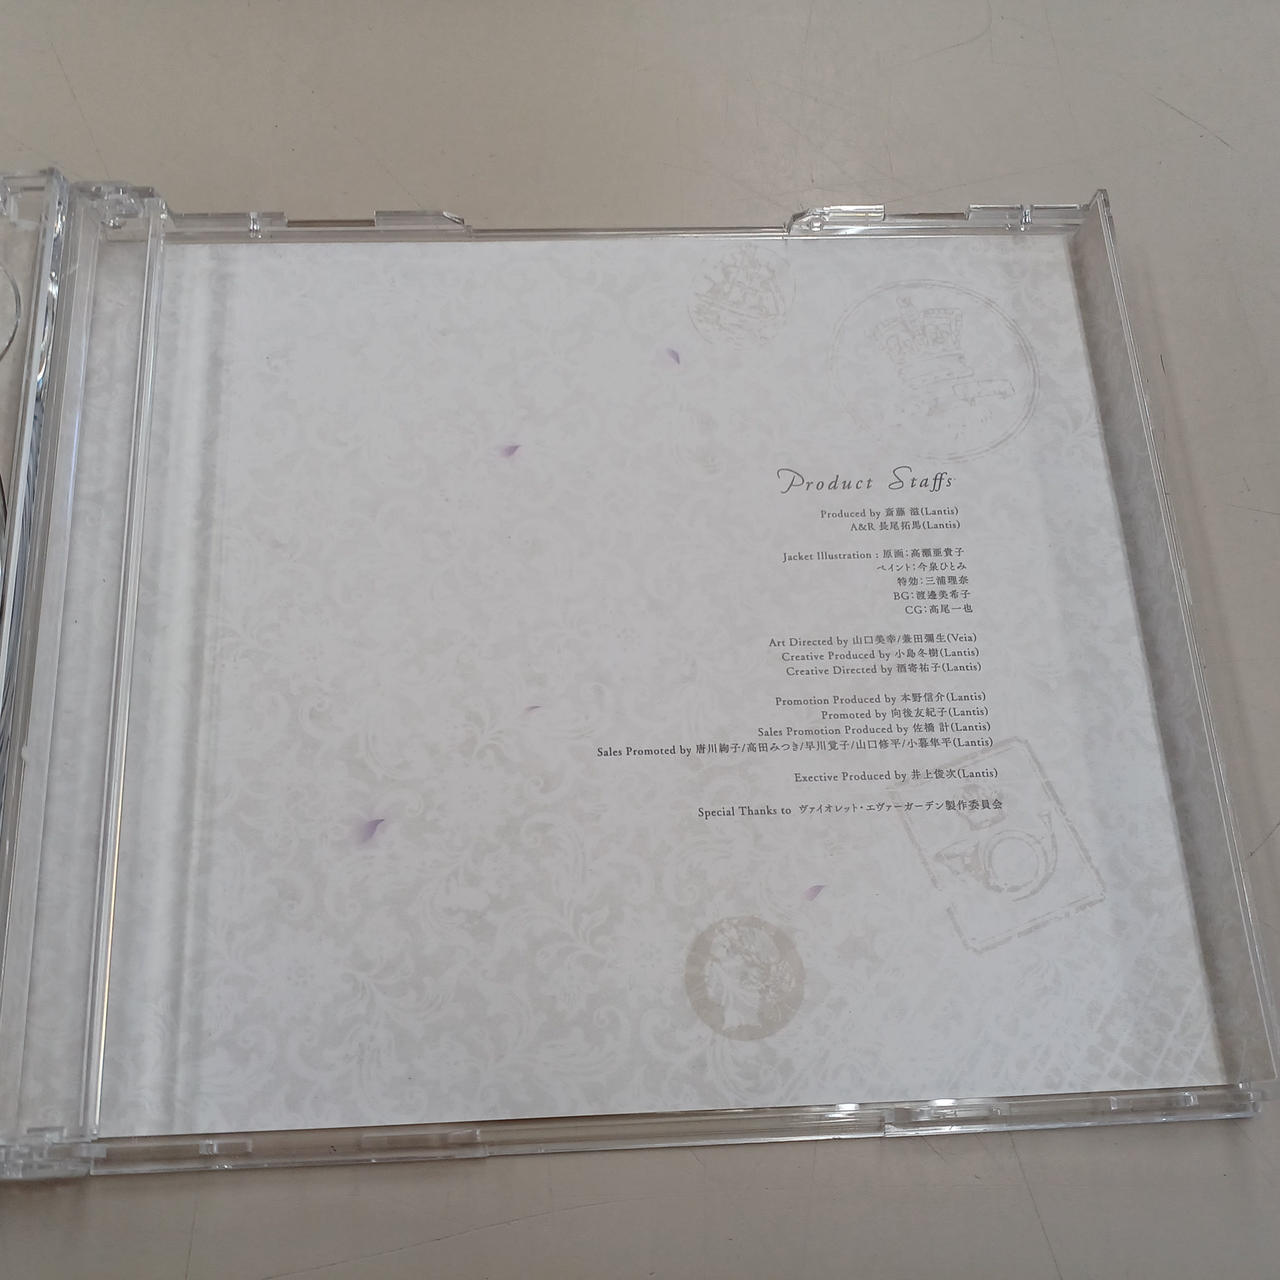 Product Staffs
Produced by 斎藤 滋(Lantis)
A&R 長尾拓馬(Lantis)
Jacket Illustration : 原画:高瀬亜貴子
ペイント:今泉ひとみ
特効:三浦理奈
BG:渡邊美希子
CG:高尾一也
Art Directed by 山口美幸/兼田彌生(Veia)
Creative Produced by 小島冬樹(Lantis)
Creative Directed by 酒寄祐子(Lantis)
Promotion Produced by 本野信介(Lantis)
Promoted by 向後友紀子(Lantis)
Sales Promotion Produced by 佐橋 計(Lantis)
Sales Promoted by 唐川絢子/高田みつき/早川覚子/山口修平/小暮隼平(Lantis)
Exective Produced by 井上俊次(Lantis)
Special Thanks to ヴァイオレット・エヴァーガーデン製作委員会